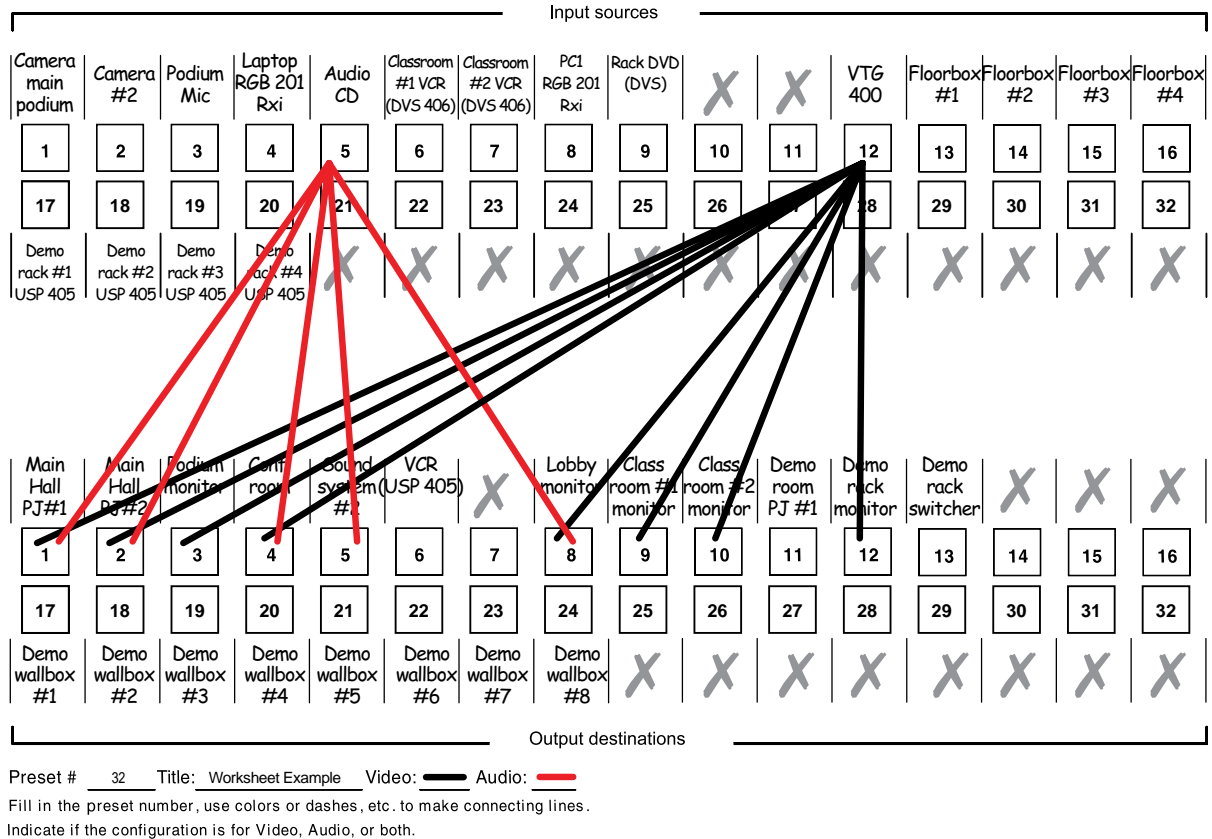 Input sources
Camera main podium
Camera #2
Podium Mic
Laptop RGB 201 Rxi
Audio CD
Classroom #1 VCR (DVS 406)
Classroom #2 VCR (DVS 406)
PC1 RGB 201 Rxi
Rack DVD (DVS)
VTG 400
Floorbox #1
Floorbox #2
Floorbox #3
Floorbox #4
1 2 3 4 5 6 7 8 9 10 11 12 13 14 15 16
17 18 19 20 21 22 23 24 25 26 28 29 30 31 32
Demo rack #1 USP 405
Demo rack #2 USP 405
Demo rack #3 USP 405
Demo rack #4 USP 405
Main Hall PJ#1
Main Hall PJ#2
Podium monitor
Conf room
Sound system #2
VCR (USP 405)
Lobby monitor
Class room #1 monitor
Class room #2 monitor
Demo room PJ #1
Demo rack monitor
Demo rack switcher
1 2 3 4 5 6 7 8 9 10 11 12 13 14 15 16
17 18 19 20 21 22 23 24 25 26 27 28 29 30 31 32
Demo wallbox #1
Demo wallbox #2
Demo wallbox #3
Demo wallbox #4
Demo wallbox #5
Demo wallbox #6
Demo wallbox #7
Demo wallbox #8
Output destinations
Preset # 32 Title: Worksheet Example Video: Audio:
Fill in the preset number, use colors or dashes, etc. to make connecting lines.
Indicate if the configuration is for Video, Audio, or both.